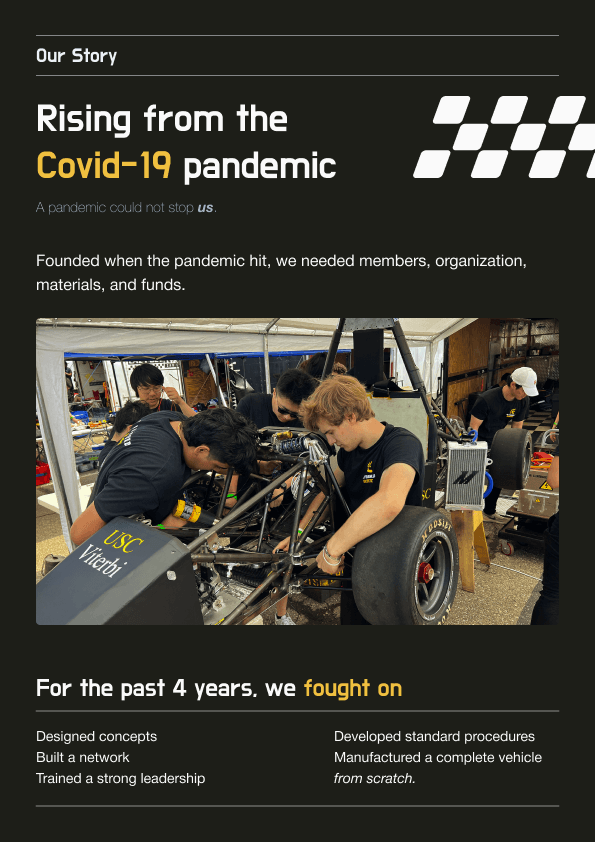 Our Story
Rising from the
Covid-19 pandemic
A pandemic could not stop us.
Founded when the pandemic hit, we needed members, organization,
materials, and funds.
USC
Viterbi
HOOSIER
SC
For the past 4 years, we fought on
Designed concepts
Built a network
Trained a strong leadership
Developed standard procedures
Manufactured a complete vehicle
from scratch.